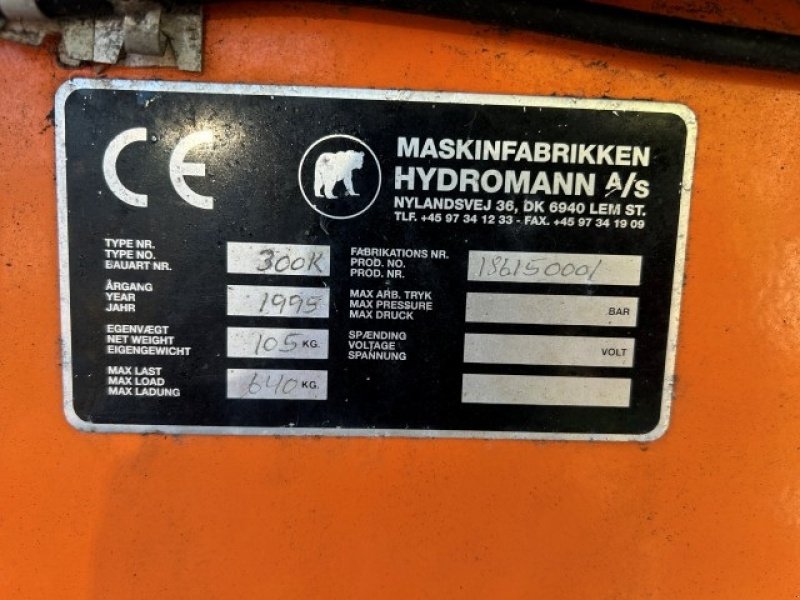 CE
MASKINFABRIKKEN
HYDROMANN A/S
NYLANDSVEJ 36, DK 6940 LEM ST.
TLF. +45 97 34 12 33 - FAX. +45 97 34 19 09
TYPE NR.
TYPE NO.
BAUART NR.
300K
ÅRGANG
YEAR
JAHR
1995
EGENVÆGT
NET WEIGHT
EIGENGEWICHT
105 KG.
MAX LAST
MAX LOAD
MAX LADUNG
640 KG.
FABRIKATIONS NR.
PROD. NO.
PROD. NR.
186150001
MAX ARB. TRYK
MAX PRESSURE
MAX DRUCK
BAR
SPÆNDING
VOLTAGE
SPANNUNG
VOLT